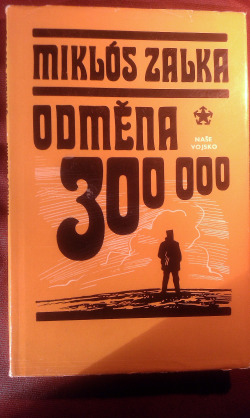 MIKLÓS ZALKA
ODMĚNA
NAŠE
VOJSKO
300 000